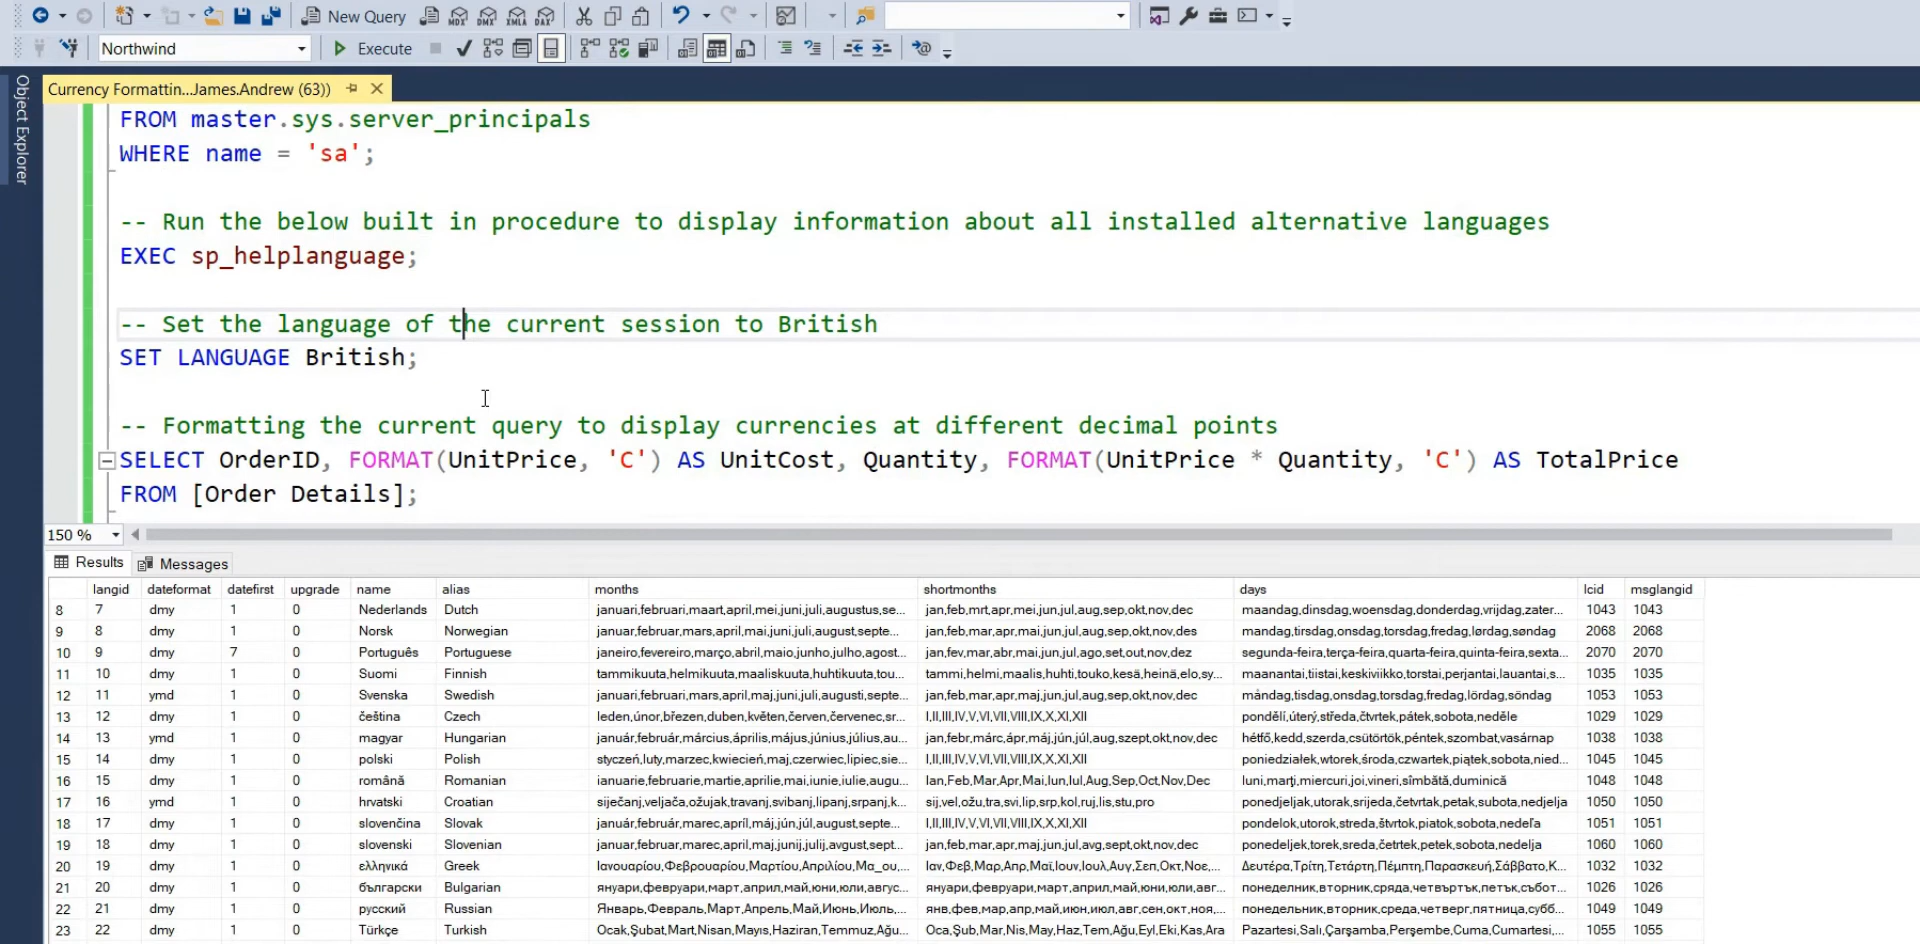 New Query
MDX DMX XMLA DAX
Northwind
Execute
Object Explorer
Currency Formattin...James.Andrew (63))
FROM master.sys.server_principals
WHERE name = 'sa';
-- Run the below built in procedure to display information about all installed alternative languages
EXEC sp_helplanguage;
-- Set the language of the current session to British
SET LANGUAGE British;
-- Formatting the current query to display currencies at different decimal points
SELECT OrderID, FORMAT(UnitPrice, 'C') AS UnitCost, Quantity, FORMAT(UnitPrice * Quantity, 'C') AS TotalPrice
FROM [Order Details];
150 %
Results Messages
langid dateformat datefirst upgrade name alias months shortmonths days lcid msglangid
8 7 dmy 1 0 Nederlands Dutch januari,februari,maart,april,mei,juni,juli,augustus,se... jan,feb,mrt,apr,mei,jun,jul,aug,sep,okt,nov,dec maandag,dinsdag,woensdag,donderdag,vrijdag,zater... 1043 1043
9 8 dmy 1 0 Norsk Norwegian januar,februar,mars,april,mai,juni,juli,august,septe... jan,feb,mar,apr,mai,jun,jul,aug,sep,okt,nov,des mandag,tirsdag,onsdag,torsdag,fredag,lørdag,søndag 2068 2068
10 9 dmy 7 0 Português Portuguese janeiro,fevereiro,março,abril,maio,junho,julho,agost... jan,fev,mar,abr,mai,jun,jul,ago,set,out,nov,dez segunda-feira,terça-feira,quarta-feira,quinta-feira,sexta... 2070 2070
11 10 dmy 1 0 Suomi Finnish tammikuuta,helmikuuta,maaliskuuta,huhtikuuta,tou... tammi,helmi,maalis,huhti,touko,kesä,heinä,elo,sy... maanantai,tiistai,keskiviikko,torstai,perjantai,lauantai,s... 1035 1035
12 11 ymd 1 0 Svenska Swedish januari,februari,mars,april,maj,juni,juli,augusti,septe... jan,feb,mar,apr,maj,jun,jul,aug,sep,okt,nov,dec måndag,tisdag,onsdag,torsdag,fredag,lördag,söndag 1053 1053
13 12 dmy 1 0 čeština Czech leden,únor,březen,duben,květen,červen,červenec,sr... I,II,III,IV,V,VI,VII,VIII,IX,X,XI,XII pondělí,úterý,středa,čtvrtek,pátek,sobota,neděle 1029 1029
14 13 ymd 1 0 magyar Hungarian január,február,március,április,május,június,július,au... jan,febr,márc,ápr,máj,jún,júl,aug,szept,okt,nov,dec hétfő,kedd,szerda,csütörtök,péntek,szombat,vasárnap 1038 1038
15 14 dmy 1 0 polski Polish styczeń,luty,marzec,kwiecień,maj,czerwiec,lipiec,sie... I,II,III,IV,V,VI,VII,VIII,IX,X,XI,XII poniedziałek,wtorek,środa,czwartek,piątek,sobota,nied... 1045 1045
16 15 dmy 1 0 română Romanian ianuarie,februarie,martie,aprilie,mai,iunie,iulie,augu... Ian,Feb,Mar,Apr,Mai,Iun,Iul,Aug,Sep,Oct,Nov,Dec luni,marţi,miercuri,joi,vineri,sîmbătă,duminică 1048 1048
17 16 ymd 1 0 hrvatski Croatian siječanj,veljača,ožujak,travanj,svibanj,lipanj,srpanj,k... sij,vel,ožu,tra,svi,lip,srp,kol,ruj,lis,stu,pro ponedjeljak,utorak,srijeda,četvrtak,petak,subota,nedjelja 1050 1050
18 17 dmy 1 0 slovenčina Slovak január,február,marec,apríl,máj,jún,júl,august,septe... I,II,III,IV,V,VI,VII,VIII,IX,X,XI,XII pondelok,utorok,streda,štvrtok,piatok,sobota,nedeľa 1051 1051
19 18 dmy 1 0 slovenski Slovenian januar,februar,marec,april,maj,junij,julij,avgust,sept... jan,feb,mar,apr,maj,jun,jul,avg,sept,okt,nov,dec ponedeljek,torek,sreda,četrtek,petek,sobota,nedelja 1060 1060
20 19 dmy 1 0 ελληνικά Greek Ιανουαρίου,Φεβρουαρίου,Μαρτίου,Απριλίου,Μα_ου,... Ιαν,Φεβ,Μαρ,Απρ,Μαϊ,Ιουν,Ιουλ,Αυγ,Σεπ,Οκτ,Νοε,... Δευτέρα,Τρίτη,Τετάρτη,Πέμπτη,Παρασκευή,Σάββατο,Κ... 1032 1032
21 20 dmy 1 0 български Bulgarian януари,февруари,март,април,май,юни,юли,авгус... януари,февруари,март,април,май,юни,юли,авг... понеделник,вторник,сряда,четвъртък,петък,събот... 1026 1026
22 21 dmy 1 0 русский Russian Январь,Февраль,Март,Апрель,Май,Июнь,Июль,... янв,фев,мар,апр,май,июн,июл,авг,сен,окт,ноя,... понедельник,вторник,среда,четверг,пятница,субб... 1049 1049
23 22 dmy 1 0 Türkçe Turkish Ocak,Şubat,Mart,Nisan,Mayıs,Haziran,Temmuz,Ağu... Oca,Şub,Mar,Nis,May,Haz,Tem,Ağu,Eyl,Eki,Kas,Ara Pazartesi,Salı,Çarşamba,Perşembe,Cuma,Cumartesi,... 1055 1055